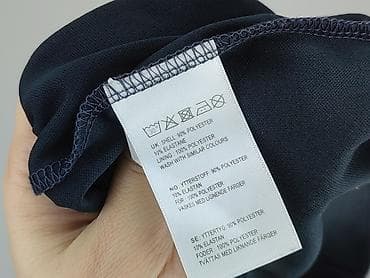 UK: SHELL: 90% POLYESTER
10% ELASTANE
LINING: 100% POLYESTER
WASH WITH SIMILAR COLOURS
NO: YTTERSTOFF: 90% POLYESTER
10% ELASTAN
FOR: 100% POLYESTER
VASKES MED LIGNENDE FARGER
SE: YTTERTYG: 90% POLYESTER
10% ELASTAN
FODER: 100% POLYESTER
TVÄTTAS MED LIKNANDE FÄRGER